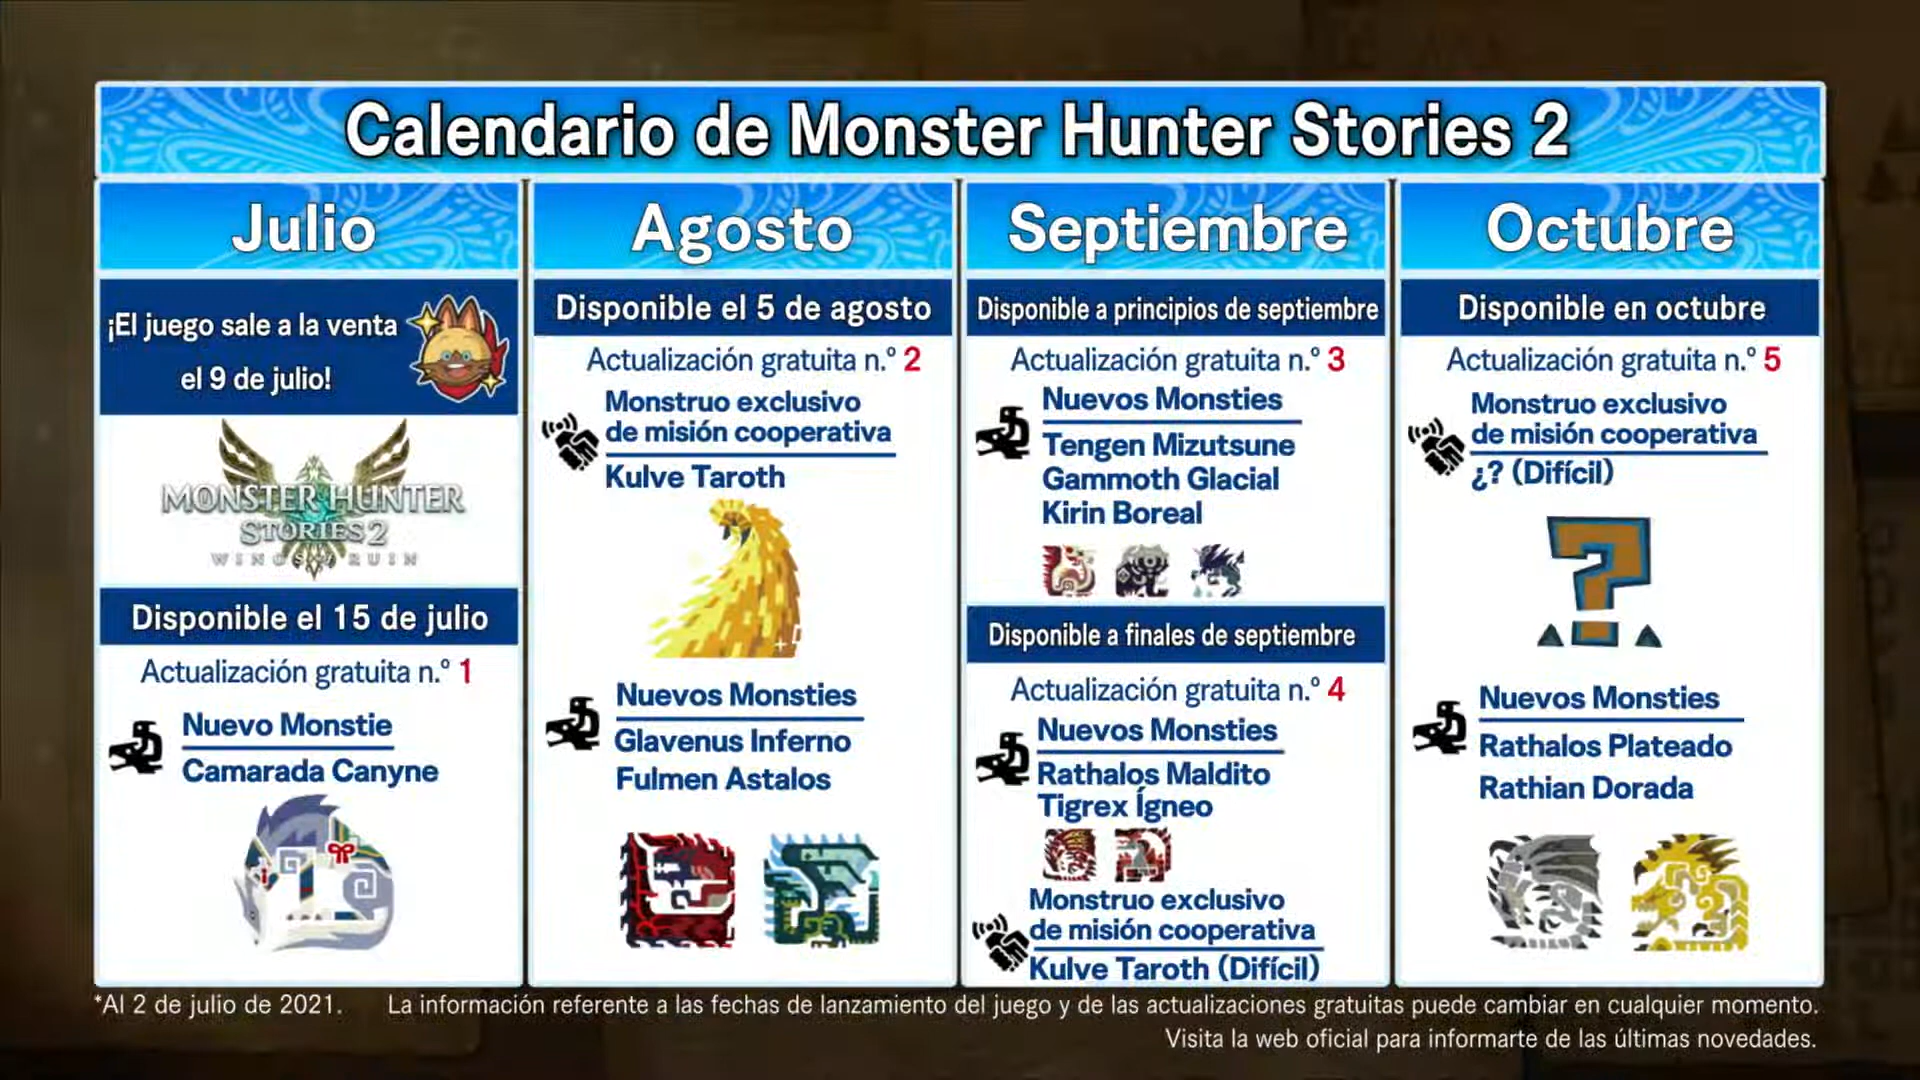 Calendario de Monster Hunter Stories 2
Julio
¡El juego sale a la venta
el 9 de julio!
MONSTER HUNTER
STORIES 2
WINGS OF RUIN
Disponible el 15 de julio
Actualización gratuita n.º 1
Nuevo Monstie
Camarada Canyne
Agosto
Disponible el 5 de agosto
Actualización gratuita n.º 2
Monstruo exclusivo
de misión cooperativa
Kulve Taroth
Nuevos Monsties
Glavenus Inferno
Fulmen Astalos
Septiembre
Disponible a principios de septiembre
Actualización gratuita n.º 3
Nuevos Monsties
Tengen Mizutsune
Gammoth Glacial
Kirin Boreal
Disponible a finales de septiembre
Actualización gratuita n.º 4
Nuevos Monsties
Rathalos Maldito
Tigrex Ígneo
Monstruo exclusivo
de misión cooperativa
Kulve Taroth (Difícil)
Octubre
Disponible en octubre
Actualización gratuita n.º 5
Monstruo exclusivo
de misión cooperativa
¿? (Difícil)
?
Nuevos Monsties
Rathalos Plateado
Rathian Dorada
*Al 2 de julio de 2021. La información referente a las fechas de lanzamiento del juego y de las actualizaciones gratuitas puede cambiar en cualquier momento.
Visita la web oficial para informarte de las últimas novedades.